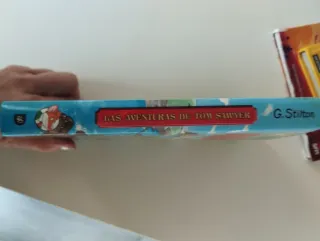 LAS AVENTURAS DE TOM SAWYER
G. Stilton